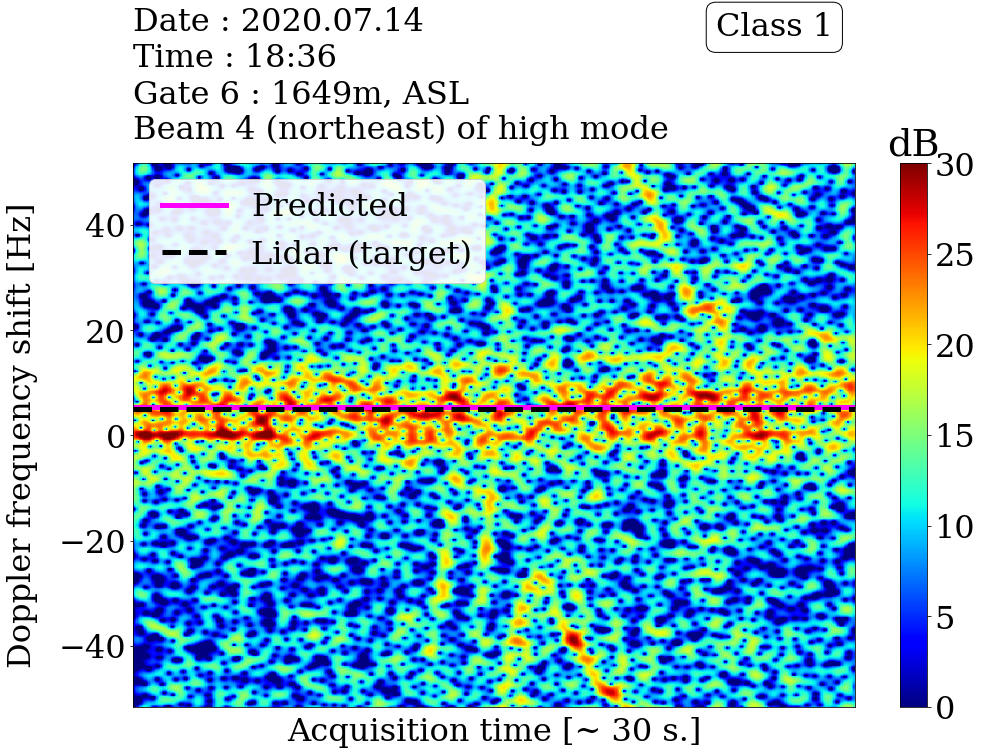 Date : 2020.07.14
Time : 18:36
Gate 6 : 1649m, ASL
Beam 4 (northeast) of high mode
Class 1
dB
Predicted
Lidar (target)
Doppler frequency shift [Hz]
40
20
0
−20
−40
30
25
20
15
10
5
0
Acquisition time [~ 30 s.]